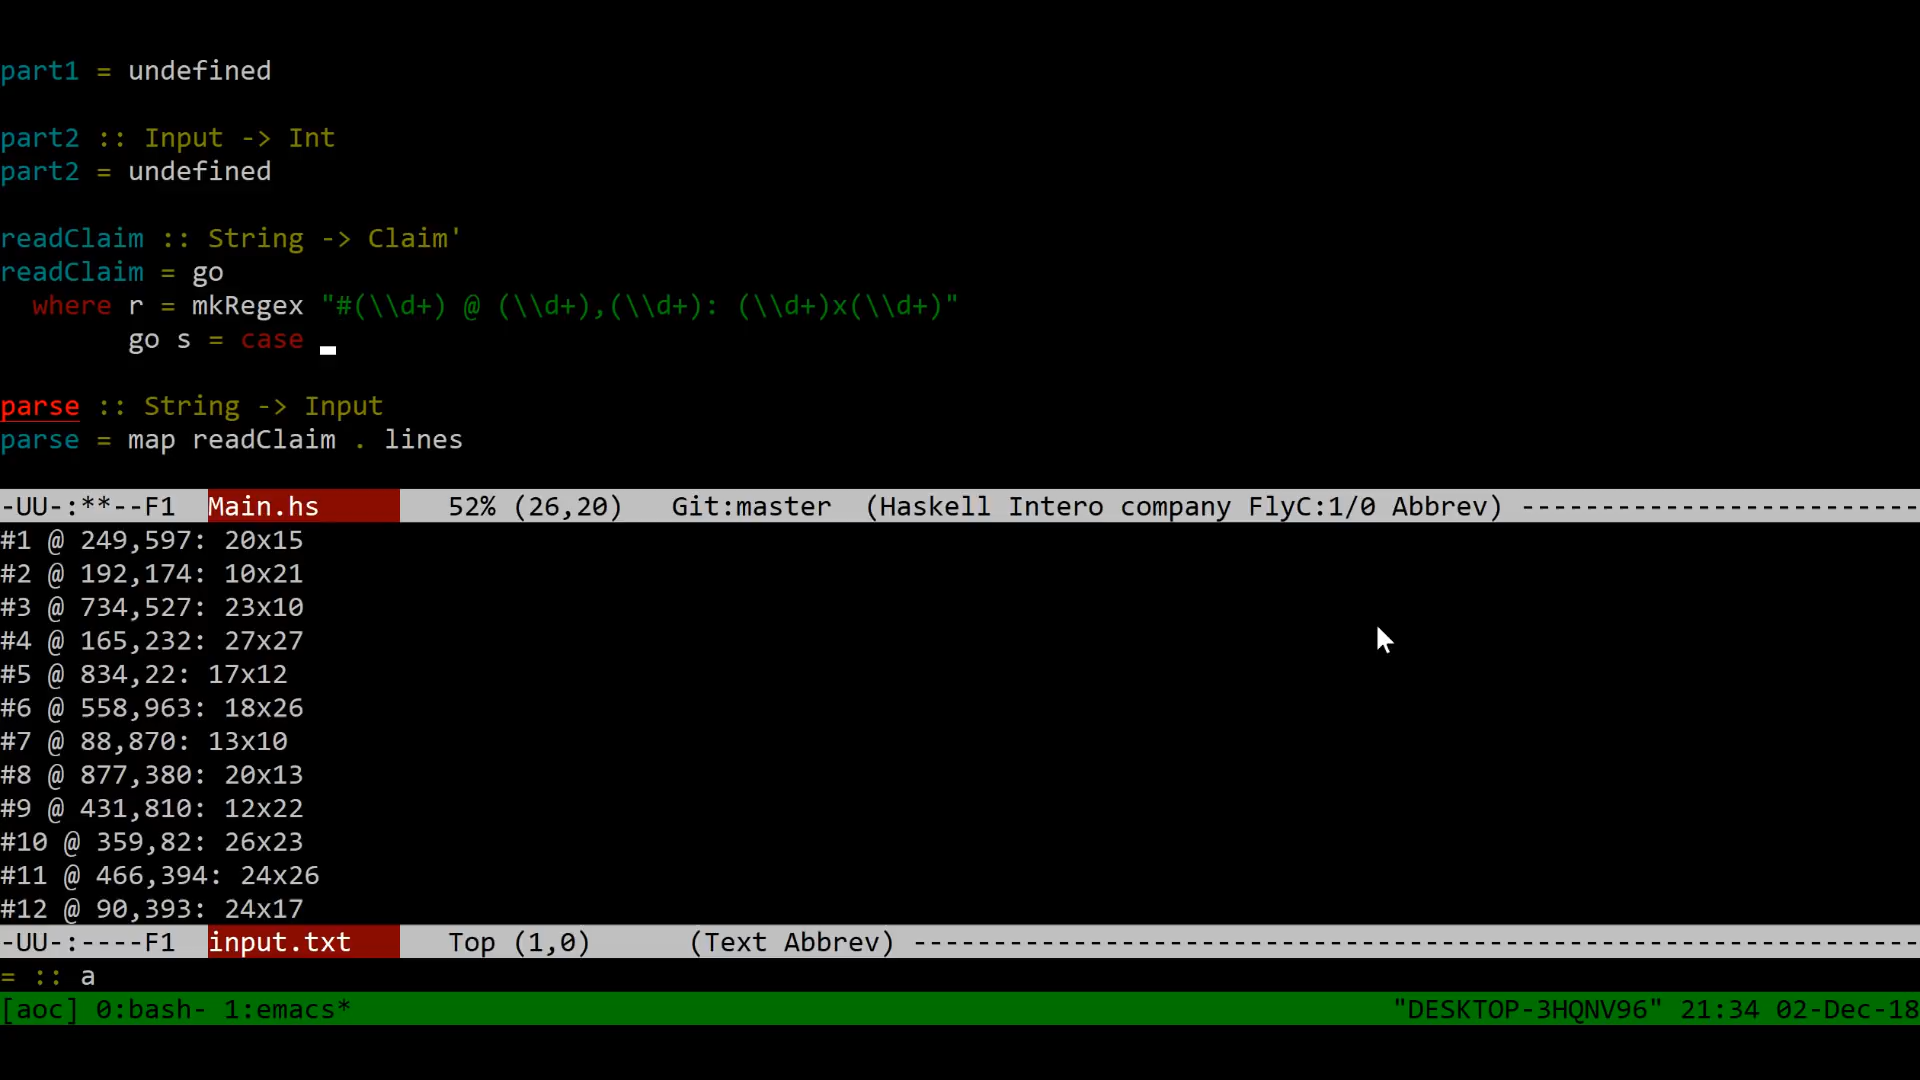 part1 = undefined
part2 :: Input -> Int
part2 = undefined
readClaim :: String -> Claim'
readClaim = go
  where r = mkRegex "#(\\d+) @ (\\d+),(\\d+): (\\d+)x(\\d+)"
        go s = case
parse :: String -> Input
parse = map readClaim . lines
-UU-:**--F1  Main.hs        52% (26,20)   Git:master  (Haskell Intero company FlyC:1/0 Abbrev) -------------------------
#1 @ 249,597: 20x15
#2 @ 192,174: 10x21
#3 @ 734,527: 23x10
#4 @ 165,232: 27x27
#5 @ 834,22: 17x12
#6 @ 558,963: 18x26
#7 @ 88,870: 13x10
#8 @ 877,380: 20x13
#9 @ 431,810: 12x22
#10 @ 359,82: 26x23
#11 @ 466,394: 24x26
#12 @ 90,393: 24x17
-UU-:----F1  input.txt      Top (1,0)      (Text Abbrev) ---------------------------------------------------------------
= :: a
[aoc] 0:bash- 1:emacs*                                                                 "DESKTOP-3HQNV96" 21:34 02-Dec-18